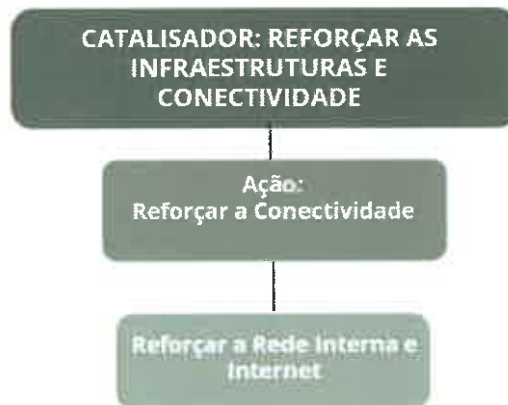 CATALISADOR: REFORÇAR AS
INFRAESTRUTURAS E
CONECTIVIDADE
Ação:
Reforçar a Conectividade
Reforçar a Rede Interna e
Internet